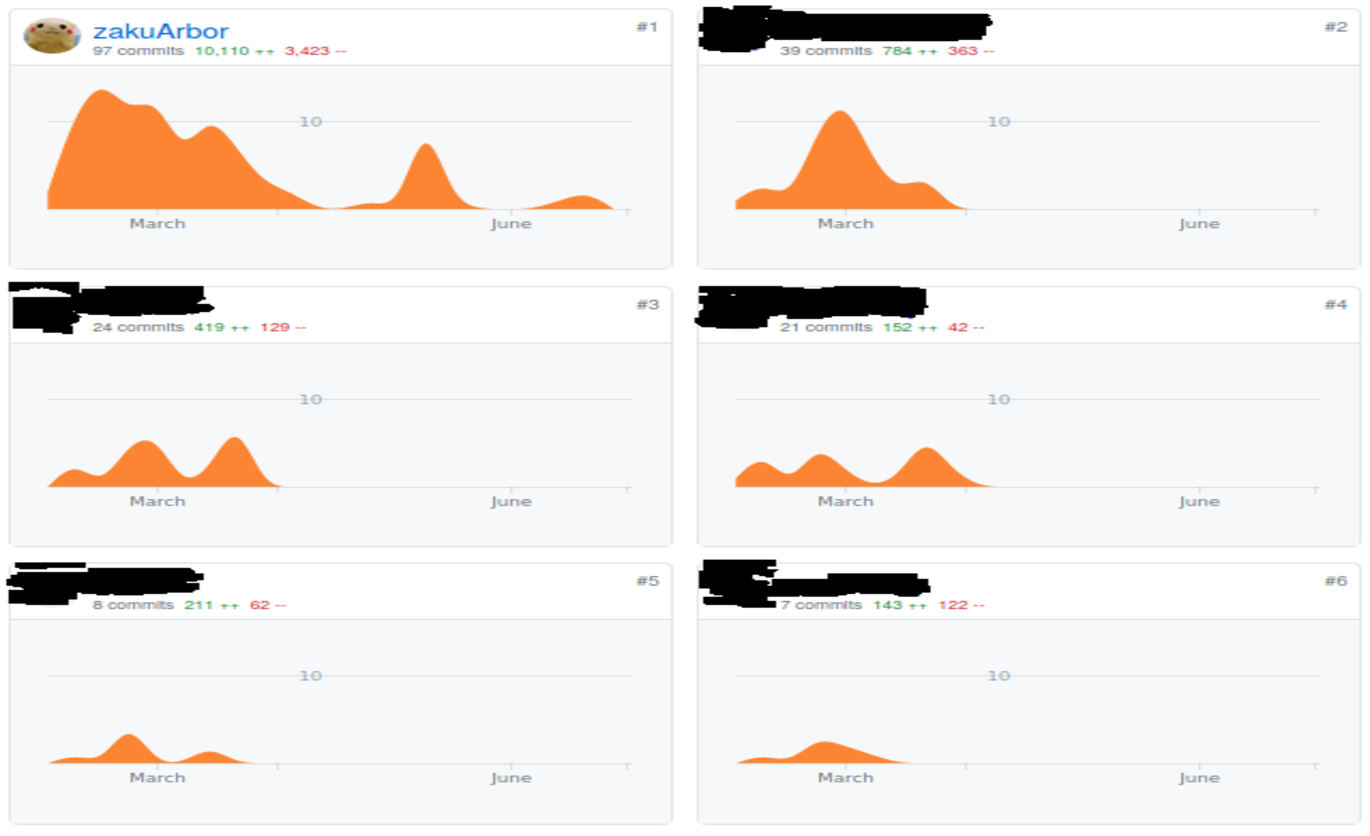 zakuArbor #1
97 commits 10,110 ++ 3,423 --
10
March June
#2
39 commits 784 ++ 363 --
10
March June
#3
24 commits 419 ++ 129 --
10
March June
#4
21 commits 152 ++ 42 --
10
March June
#5
8 commits 211 ++ 62 --
10
March June
#6
7 commits 143 ++ 122 --
10
March June